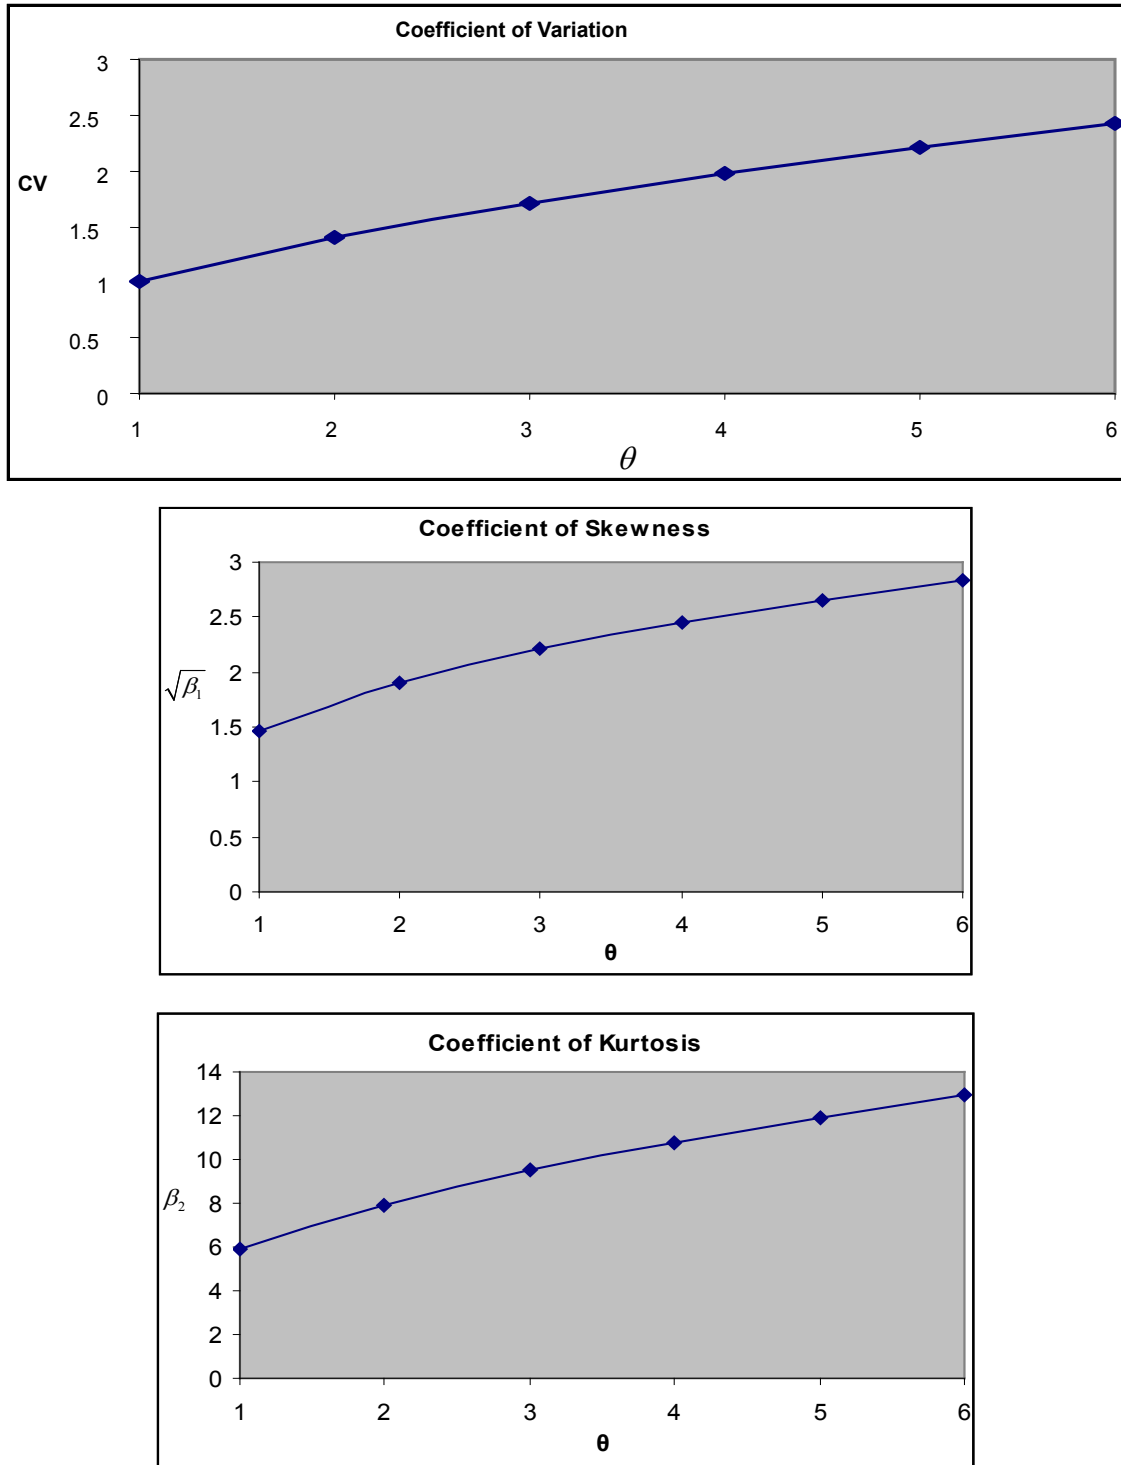 Coefficient of Variation
3
2.5
CV
2
1.5
1
0.5
0
1 2 3 4 5 6
θ
Coefficient of Skewness
3
2.5
2
√β₁
1.5
1
0.5
0
1 2 3 4 5 6
θ
Coefficient of Kurtosis
14
12
10
β₂
8
6
4
2
0
1 2 3 4 5 6
θ